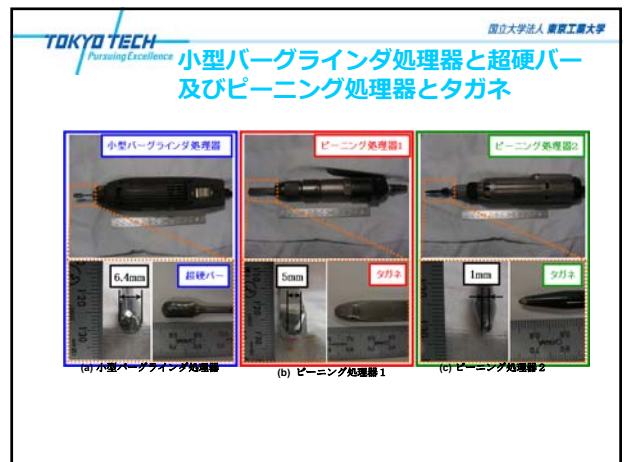 TOKYO TECH
Pursuing Excellence
国立大学法人 東京工業大学
小型バーグラインダ処理器と超硬バー
及びピーニング処理器とタガネ
小型バーグラインダ処理器
ピーニング処理器1
ピーニング処理器2
6.4mm
超硬バー
5mm
タガネ
1mm
タガネ
(a) 小型バーグラインダ処理器
(b) ピーニング処理器1
(c) ピーニング処理器2